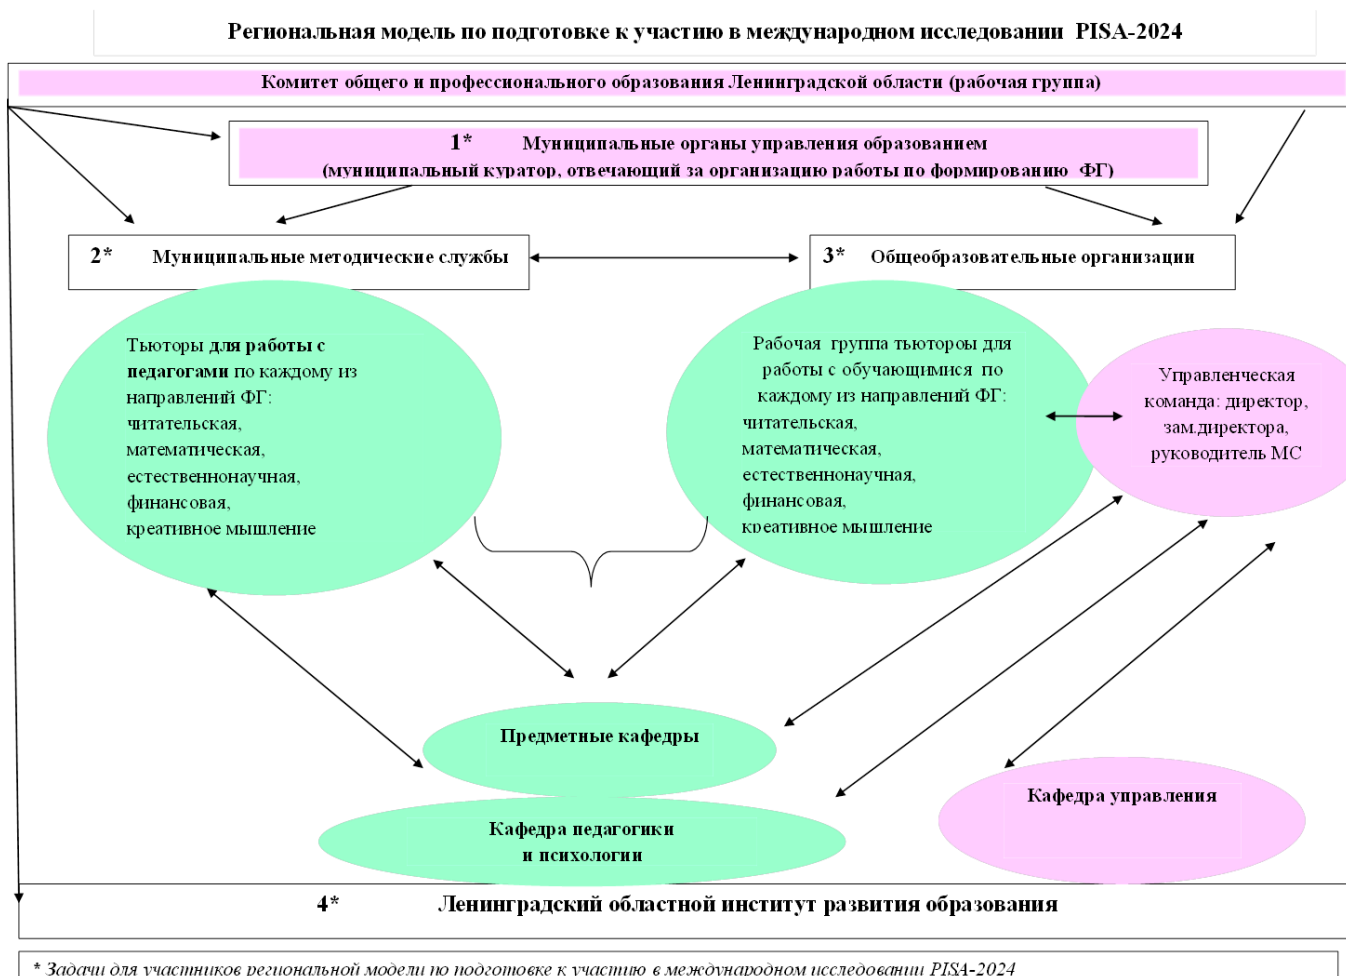 Региональная модель по подготовке к участию в международном исследовании PISA-2024
Комитет общего и профессионального образования Ленинградской области (рабочая группа)
1* Муниципальные органы управления образованием
(муниципальный куратор, отвечающий за организацию работы по формированию ФГ)
2* Муниципальные методические службы
3* Общеобразовательные организации
Тьюторы для работы с
педагогами по каждому из
направлений ФГ:
читательская,
математическая,
естественнонаучная,
финансовая,
креативное мышление
Рабочая группа тьютороы для
работы с обучающимися по
каждому из направлений ФГ:
читательская,
математическая,
естественнонаучная,
финансовая,
креативное мышление
Управленческая
команда: директор,
зам.директора,
руководитель МС
Предметные кафедры
Кафедра педагогики
и психологии
Кафедра управления
4* Ленинградский областной институт развития образования
* Задачи для участников региональной модели по подготовке к участию в международном исследовании PISA-2024